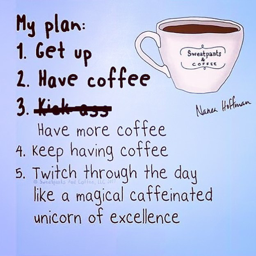 My plan:
1. Get up
2. Have coffee
3. Kick ass
Have more coffee
4. Keep having coffee
5. Twitch through the day
like a magical caffeinated
unicorn of excellence
Sweatpants
&
COFFEE
Nanea Hoffman